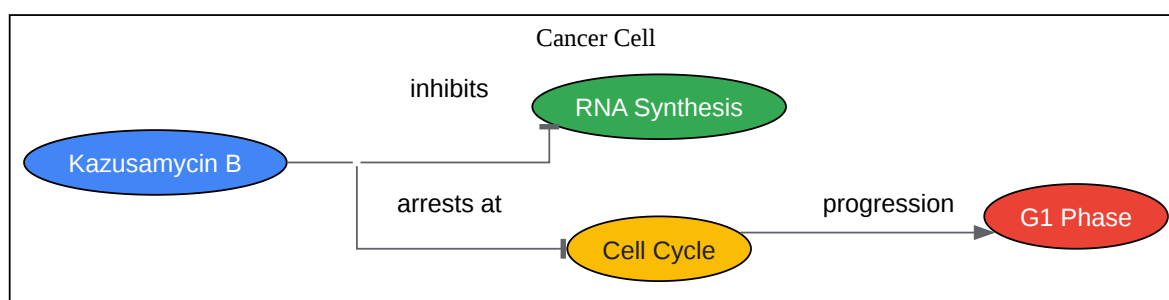 Cancer Cell
inhibits
RNA Synthesis
Kazusamycin B
arrests at
progression
G1 Phase
Cell Cycle